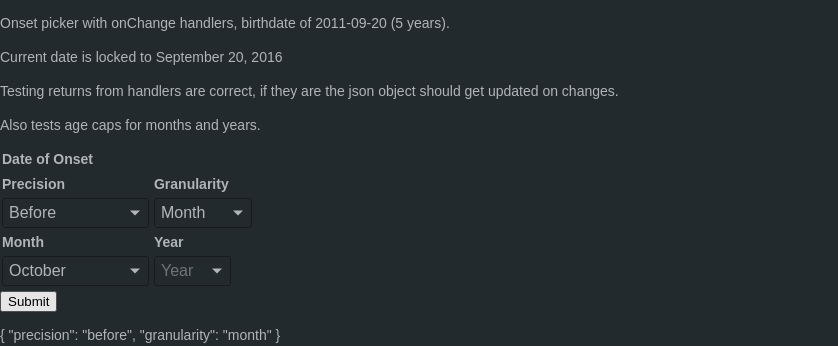 Onset picker with onChange handlers, birthdate of 2011-09-20 (5 years).
Current date is locked to September 20, 2016
Testing returns from handlers are correct, if they are the json object should get updated on changes.
Also tests age caps for months and years.
Date of Onset
Precision Granularity
Before Month
Month Year
October Year
Submit
{ "precision": "before", "granularity": "month" }